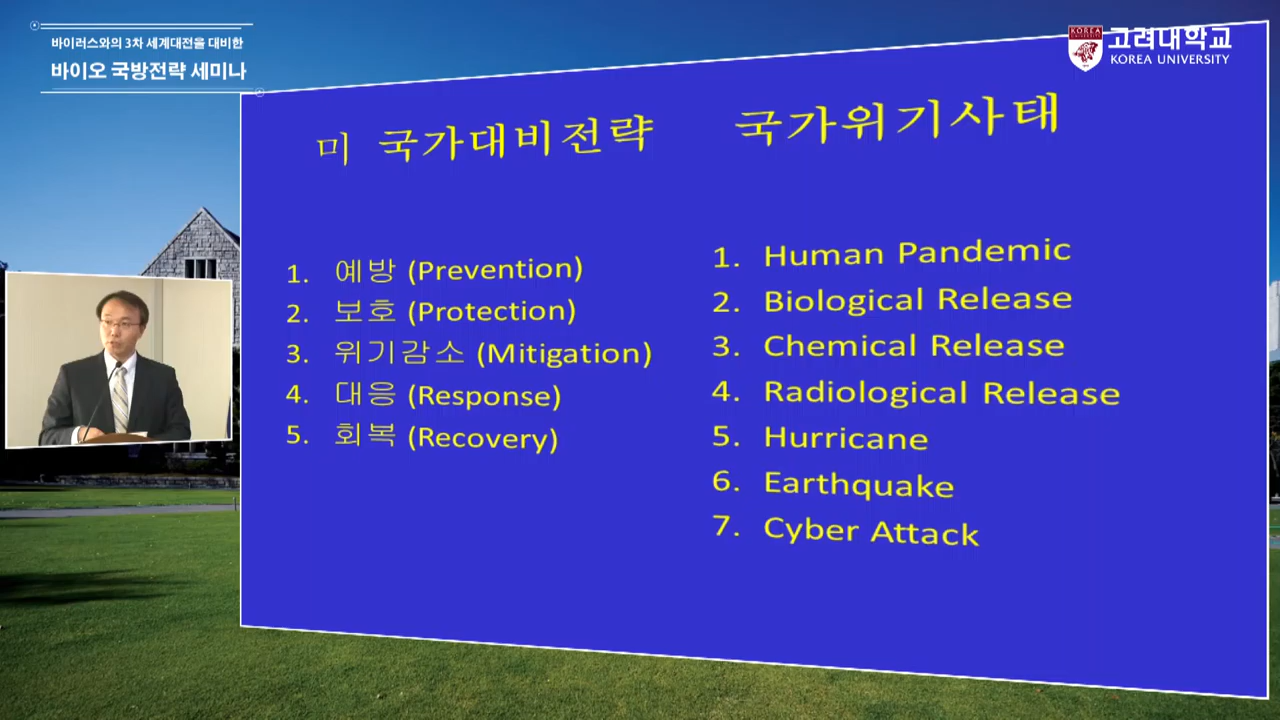 바이러스와의 3차 세계대전을 대비한
바이오 국방전략 세미나
KOREA
고려대학교
KOREA UNIVERSITY
미 국가대비전략
1. 예방 (Prevention)
2. 보호 (Protection)
3. 위기감소 (Mitigation)
4. 대응 (Response)
5. 회복 (Recovery)
국가위기사태
1. Human Pandemic
2. Biological Release
3. Chemical Release
4. Radiological Release
5. Hurricane
6. Earthquake
7. Cyber Attack